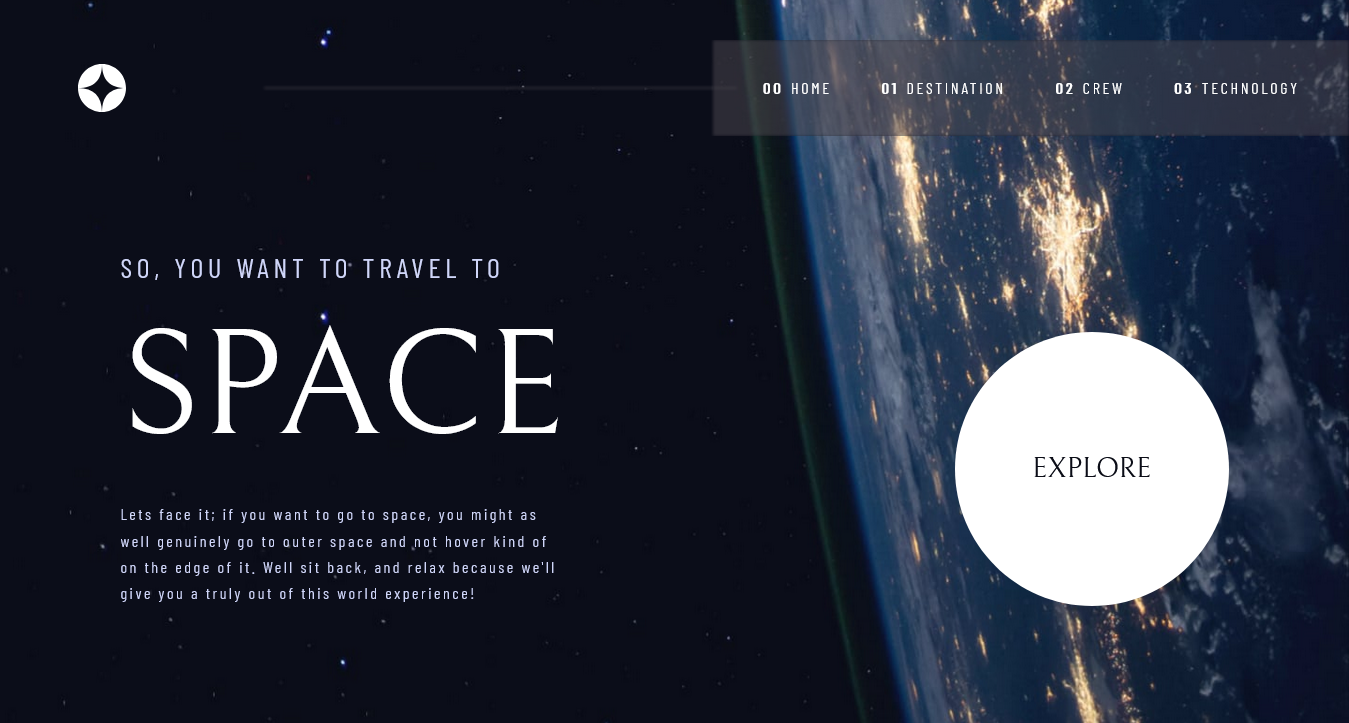 00 HOME 01 DESTINATION 02 CREW 03 TECHNOLOGY
SO, YOU WANT TO TRAVEL TO
SPACE
Lets face it; if you want to go to space, you might as
well genuinely go to outer space and not hover kind of
on the edge of it. Well sit back, and relax because we'll
give you a truly out of this world experience!
EXPLORE